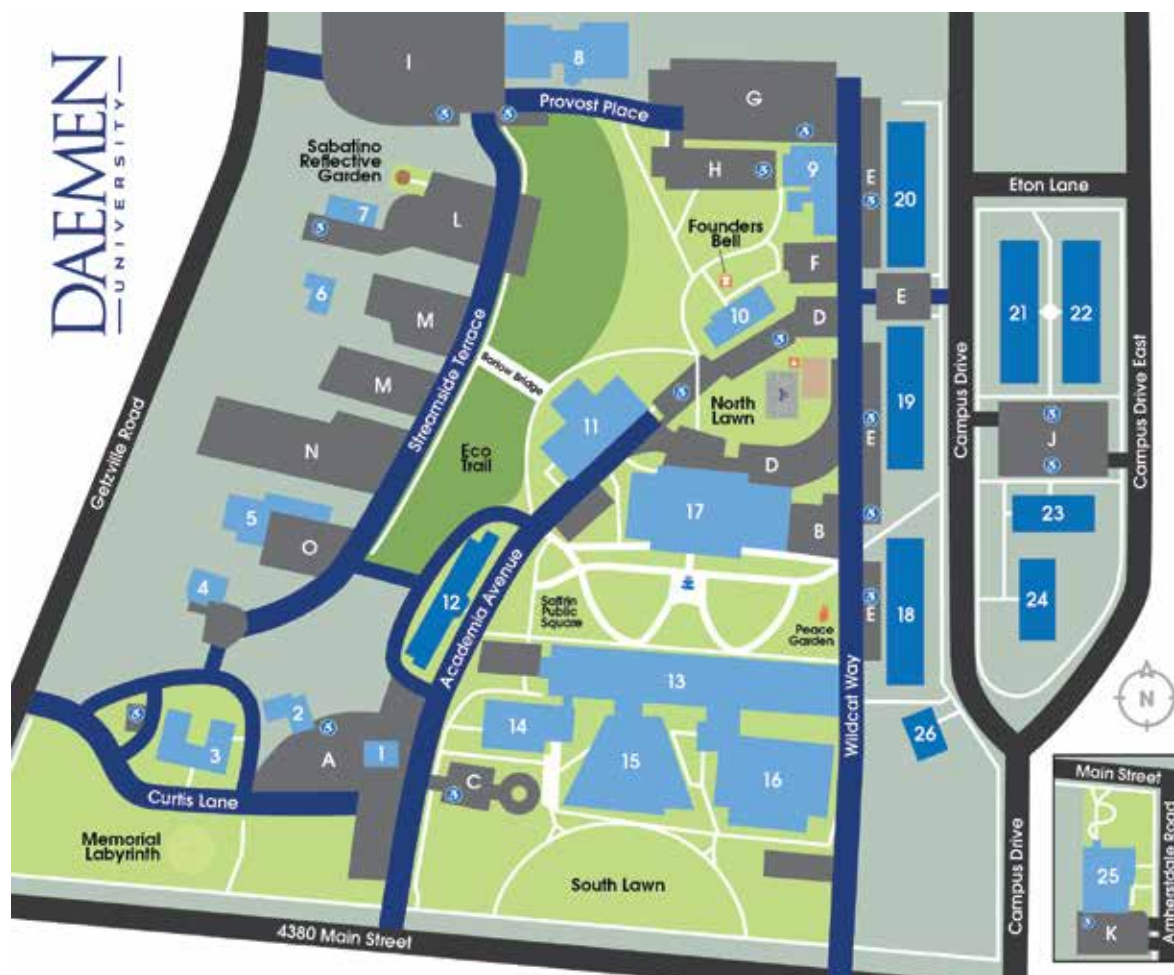 DAEMEN
UNIVERSITY
I
8
Provost Place
G
Sabatino
Reflective
Garden
H
9
E
20
Eton Lane
7
L
Founders
Bell
F
E
6
M
10
D
21
22
Streamside Terrace
Bartow Bridge
North
Lawn
19
Campus Drive
Campus Drive East
M
11
E
J
Getzville Road
N
Eco
Trail
D
17
5
O
B
23
4
12
Academia Avenue
Saffrin
Public
Square
Peace
Garden
E
18
24
13
Wildcat Way
N
2
3
A
1
14
15
16
26
C
Curtis Lane
Memorial
Labyrinth
South Lawn
Campus Drive
Main Street
25
K
Amherstdale Road
4380 Main Street